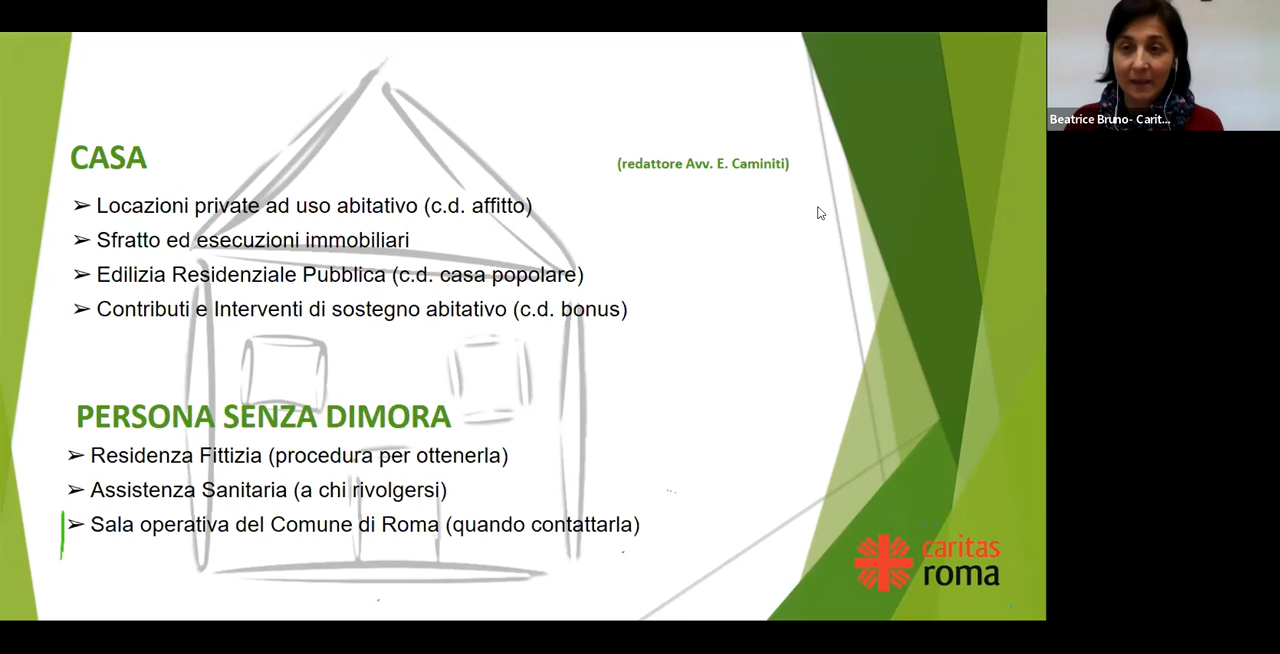 CASA
(redattore Avv. E. Caminiti)
➢ Locazioni private ad uso abitativo (c.d. affitto)
➢ Sfratto ed esecuzioni immobiliari
➢ Edilizia Residenziale Pubblica (c.d. casa popolare)
➢ Contributi e Interventi di sostegno abitativo (c.d. bonus)
PERSONA SENZA DIMORA
➢ Residenza Fittizia (procedura per ottenerla)
➢ Assistenza Sanitaria (a chi rivolgersi)
➢ Sala operativa del Comune di Roma (quando contattarla)
caritas
roma
Beatrice Bruno- Carit...